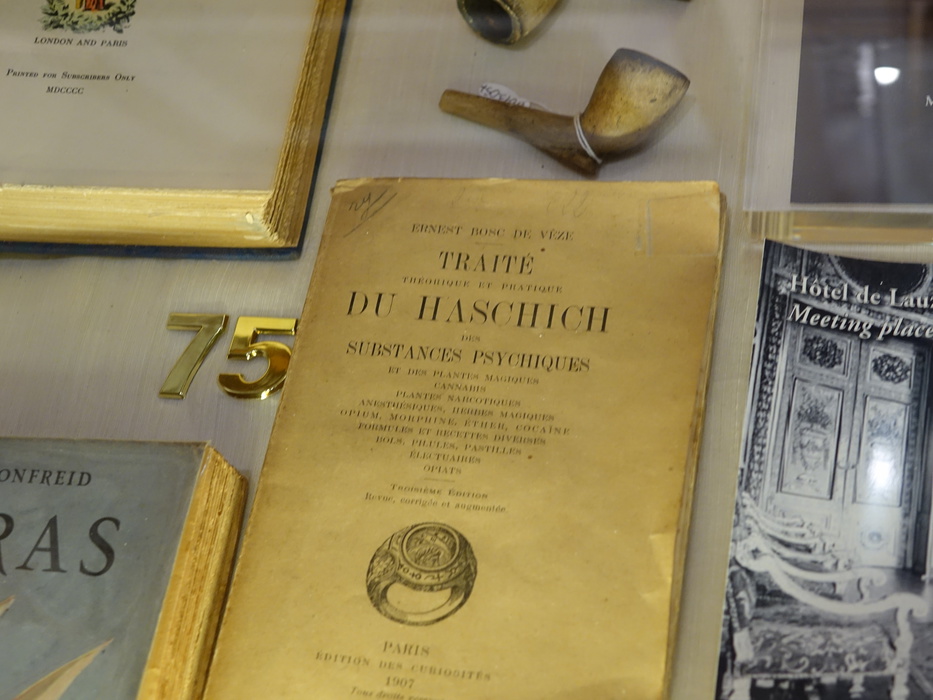 LONDON AND PARIS
PRINTED FOR SUBSCRIBERS ONLY
MDCCCC
75
ERNEST BOSC DE VÈZE
TRAITÉ
THÉORIQUE ET PRATIQUE
DU HASCHICH
DES
SUBSTANCES PSYCHIQUES
ET DES PLANTES MAGIQUES
CANNABIS
PLANTES NARCOTIQUES
ANESTHÉSIQUES, HERBES MAGIQUES
OPIUM, MORPHINE, ÉTHER, COCAÏNE
FORMULES ET RECETTES DIVERSES
BOLS, PILULES, PASTILLES
ÉLECTUAIRES
OPIATS
TROISIÈME ÉDITION
Revue, corrigée et augmentée
PARIS
ÉDITION DES CURIOSITÉS
1907
Tous droits
ONFREID
RAS
Hôtel de Lauz
Meeting place
M